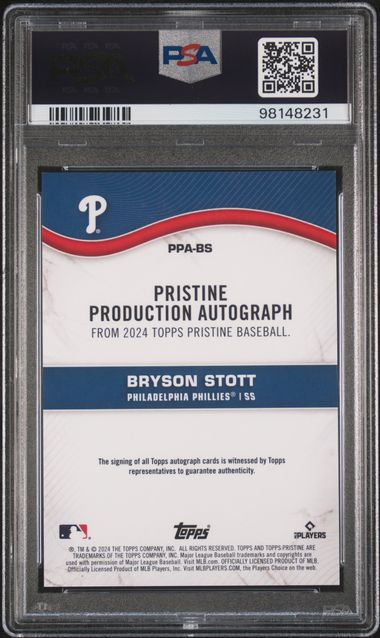 PSA
98148231
P
PPA-BS
PRISTINE
PRODUCTION AUTOGRAPH
FROM 2024 TOPPS PRISTINE BASEBALL.
BRYSON STOTT
PHILADELPHIA PHILLIES® | SS
The signing of all Topps autograph cards is witnessed by Topps
representatives to guarantee authenticity.
Topps
PLAYERS
®, TM & © 2024 THE TOPPS COMPANY, INC. ALL RIGHTS RESERVED. TOPPS AND TOPPS PRISTINE ARE
TRADEMARKS OF THE TOPPS COMPANY, INC. Major League Baseball trademarks and copyrights are
used with permission of Major League Baseball. Visit MLB.com. OFFICIALLY LICENSED PRODUCT OF MLB
Officially Licensed Product of MLB Players, Inc. Visit MLBPLAYERS.COM, the Players Choice on the web.